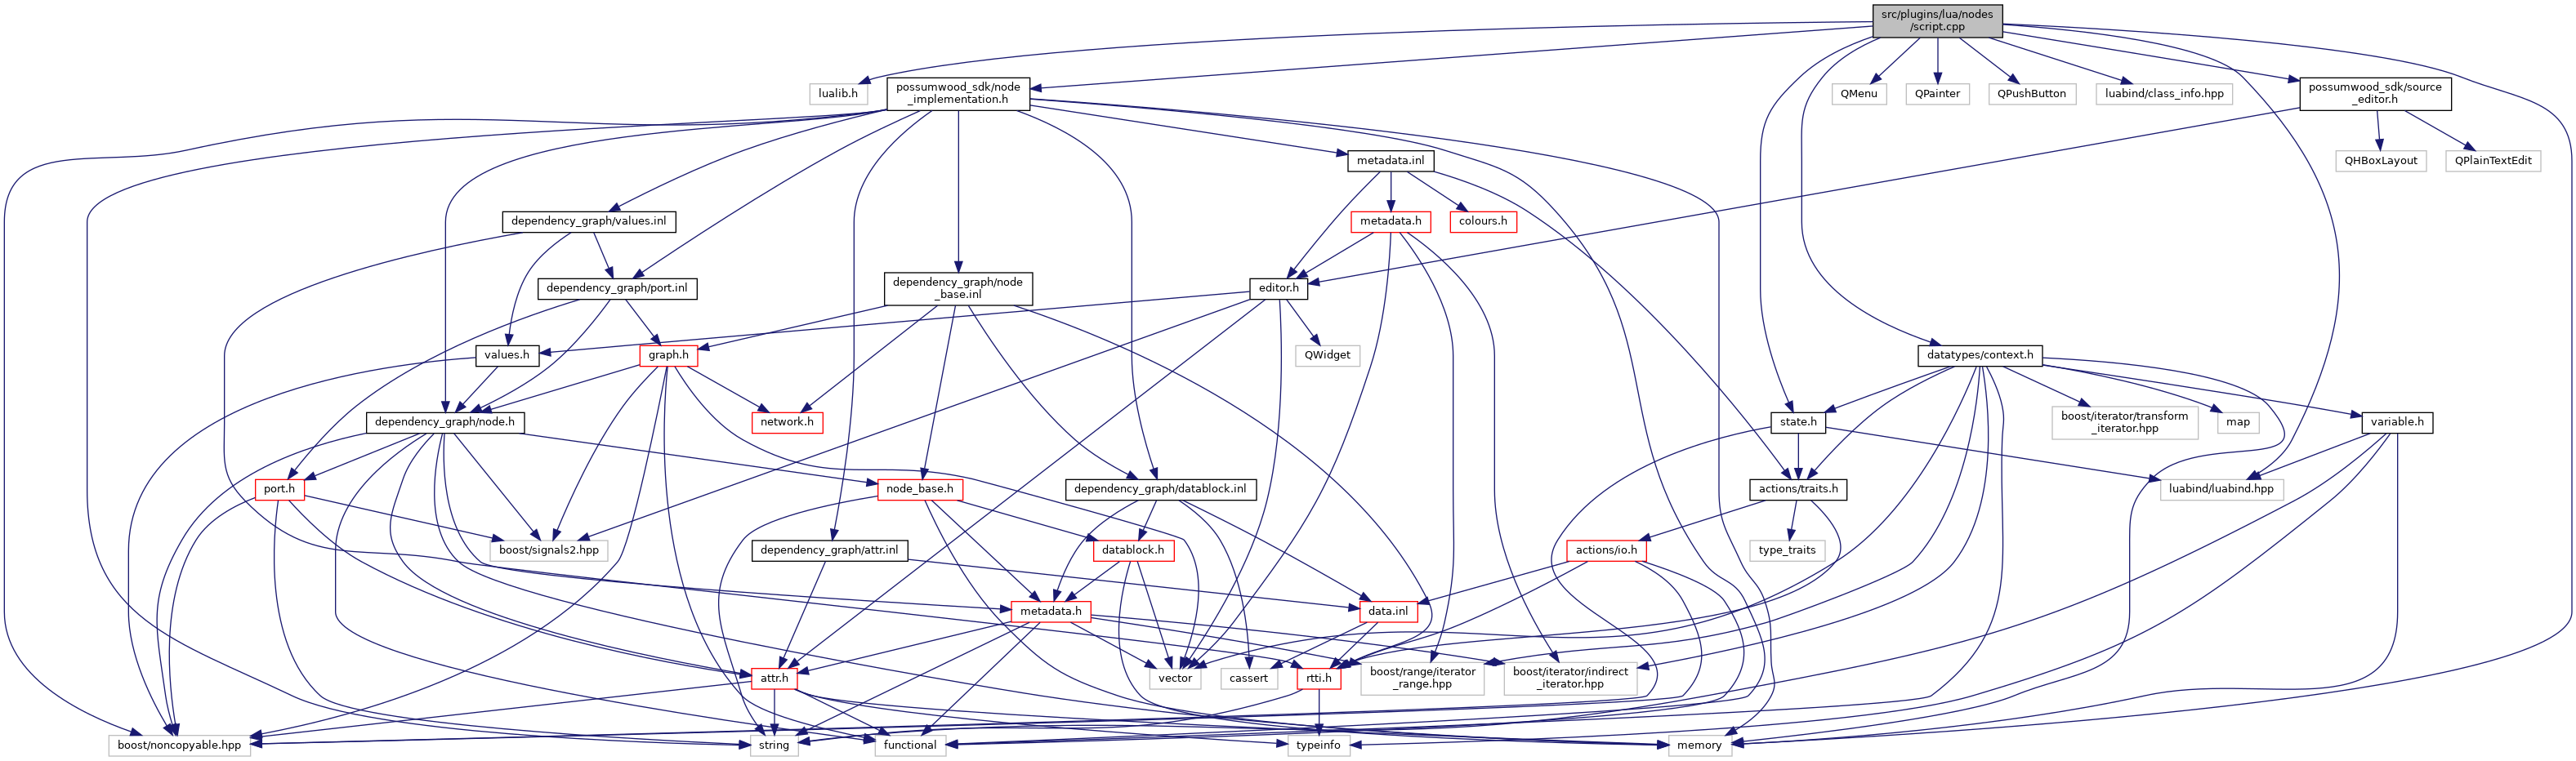 src/plugins/lua/nodes
/script.cpp
lualib.h
possumwood_sdk/node
_implementation.h
QMenu
QPainter
QPushButton
luabind/class_info.hpp
possumwood_sdk/source
_editor.h
metadata.inl
QHBoxLayout
QPlainTextEdit
dependency_graph/values.inl
metadata.h
colours.h
dependency_graph/port.inl
dependency_graph/node
_base.inl
editor.h
values.h
graph.h
QWidget
datatypes/context.h
dependency_graph/node.h
network.h
state.h
boost/iterator/transform
_iterator.hpp
map
variable.h
port.h
node_base.h
dependency_graph/datablock.inl
actions/traits.h
luabind/luabind.hpp
boost/signals2.hpp
dependency_graph/attr.inl
datablock.h
actions/io.h
type_traits
metadata.h
data.inl
attr.h
vector
cassert
rtti.h
boost/range/iterator
_range.hpp
boost/iterator/indirect
_iterator.hpp
boost/noncopyable.hpp
string
functional
typeinfo
memory